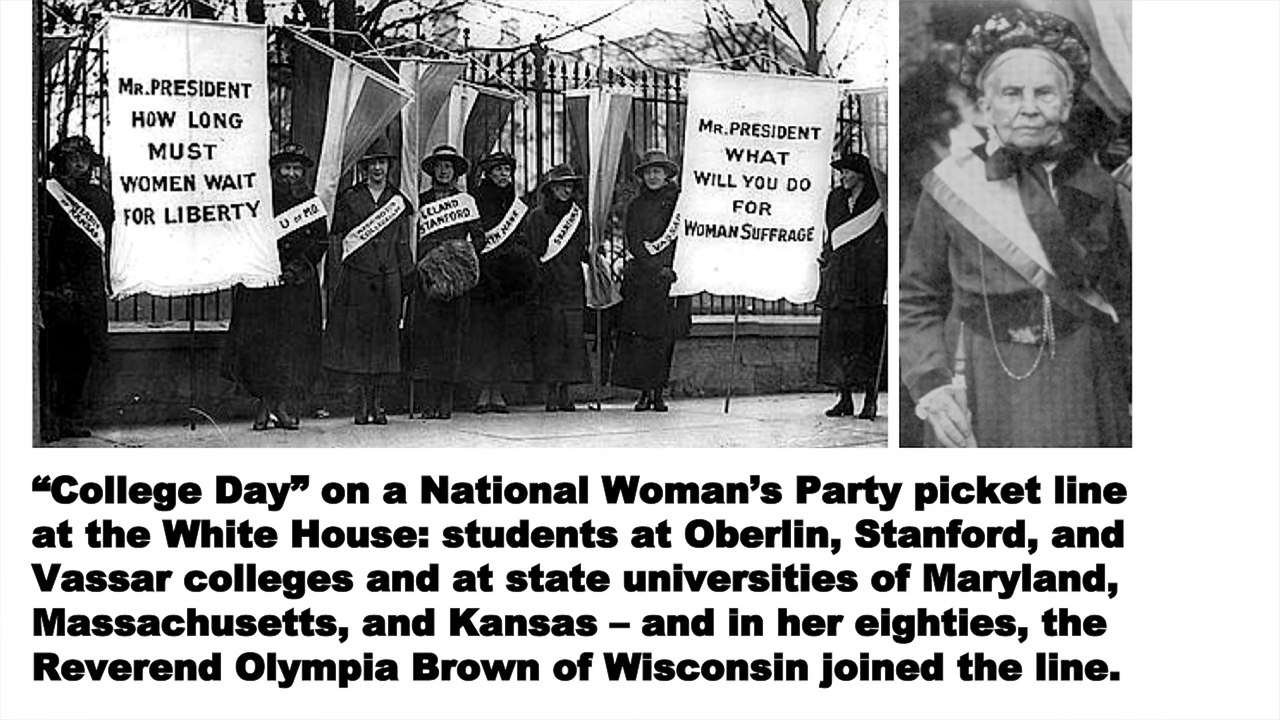 MR. PRESIDENT
HOW LONG
MUST
WOMEN WAIT
FOR LIBERTY
U. OF MO.
LELAND
STANFORD
VASSAR
MR. PRESIDENT
WHAT
WILL YOU DO
FOR
WOMAN SUFFRAGE
“College Day” on a National Woman’s Party picket line
at the White House: students at Oberlin, Stanford, and
Vassar colleges and at state universities of Maryland,
Massachusetts, and Kansas – and in her eighties, the
Reverend Olympia Brown of Wisconsin joined the line.